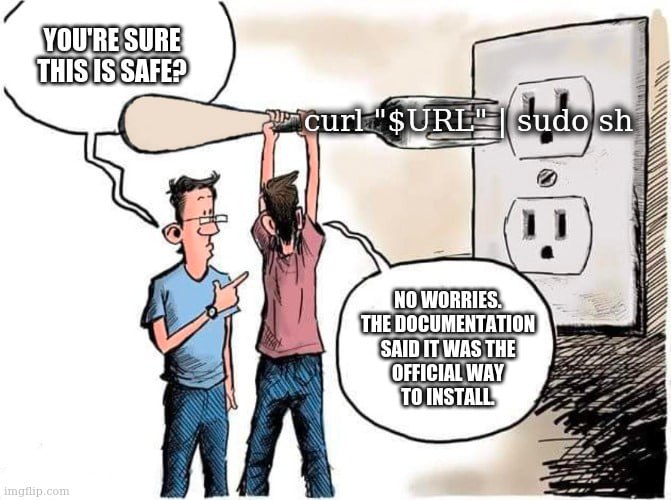 YOU'RE SURE
THIS IS SAFE?
curl "$URL" | sudo sh
NO WORRIES.
THE DOCUMENTATION
SAID IT WAS THE
OFFICIAL WAY
TO INSTALL.
imgflip.com